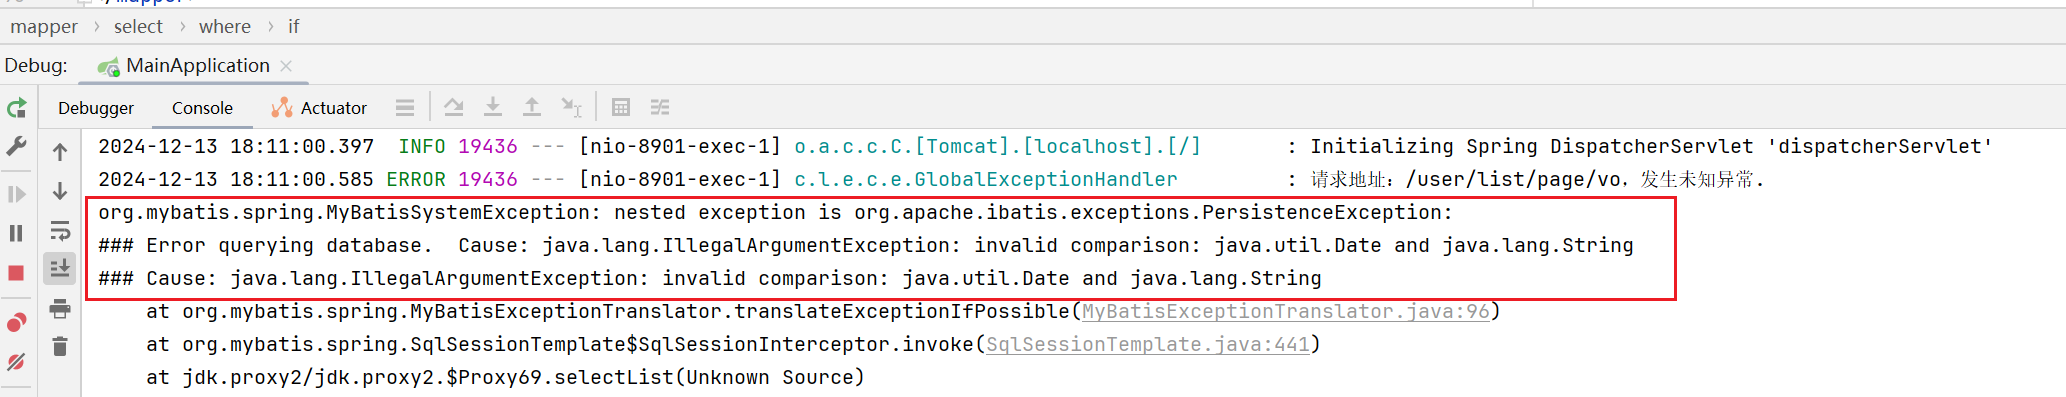 </mapper>
mapper > select > where > if
Debug: MainApplication ×
Debugger Console Actuator
2024-12-13 18:11:00.397  INFO 19436 --- [nio-8901-exec-1] o.a.c.c.C.[Tomcat].[localhost].[/]       : Initializing Spring DispatcherServlet 'dispatcherServlet'
2024-12-13 18:11:00.585 ERROR 19436 --- [nio-8901-exec-1] c.l.e.c.e.GlobalExceptionHandler         : 请求地址：/user/list/page/vo，发生未知异常.
org.mybatis.spring.MyBatisSystemException: nested exception is org.apache.ibatis.exceptions.PersistenceException:
### Error querying database.  Cause: java.lang.IllegalArgumentException: invalid comparison: java.util.Date and java.lang.String
### Cause: java.lang.IllegalArgumentException: invalid comparison: java.util.Date and java.lang.String
at org.mybatis.spring.MyBatisExceptionTranslator.translateExceptionIfPossible(MyBatisExceptionTranslator.java:96)
at org.mybatis.spring.SqlSessionTemplate$SqlSessionInterceptor.invoke(SqlSessionTemplate.java:441)
at jdk.proxy2/jdk.proxy2.$Proxy69.selectList(Unknown Source)